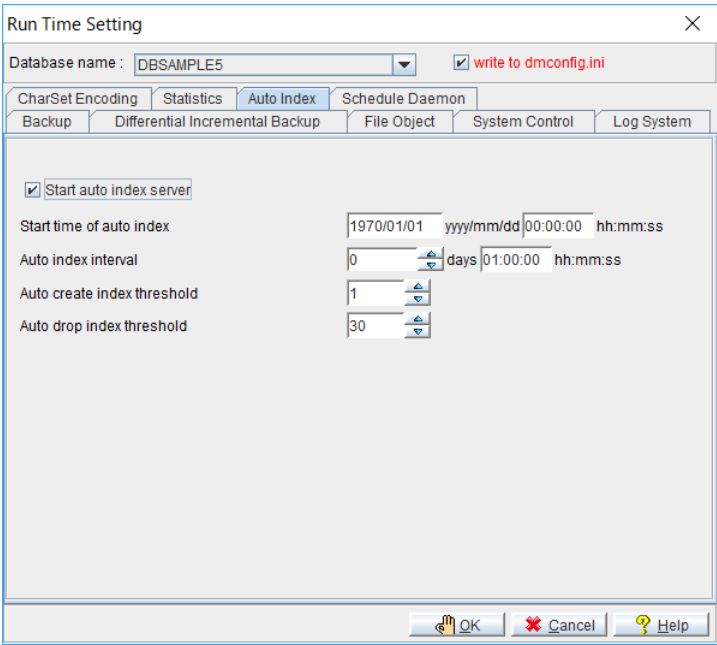 Run Time Setting
Database name : DBSAMPLE5 write to dmconfig.ini
CharSet Encoding Statistics Auto Index Schedule Daemon
Backup Differential Incremental Backup File Object System Control Log System
Start auto index server
Start time of auto index 1970/01/01 yyyy/mm/dd 00:00:00 hh:mm:ss
Auto index interval 0 days 01:00:00 hh:mm:ss
Auto create index threshold 1
Auto drop index threshold 30
OK Cancel Help